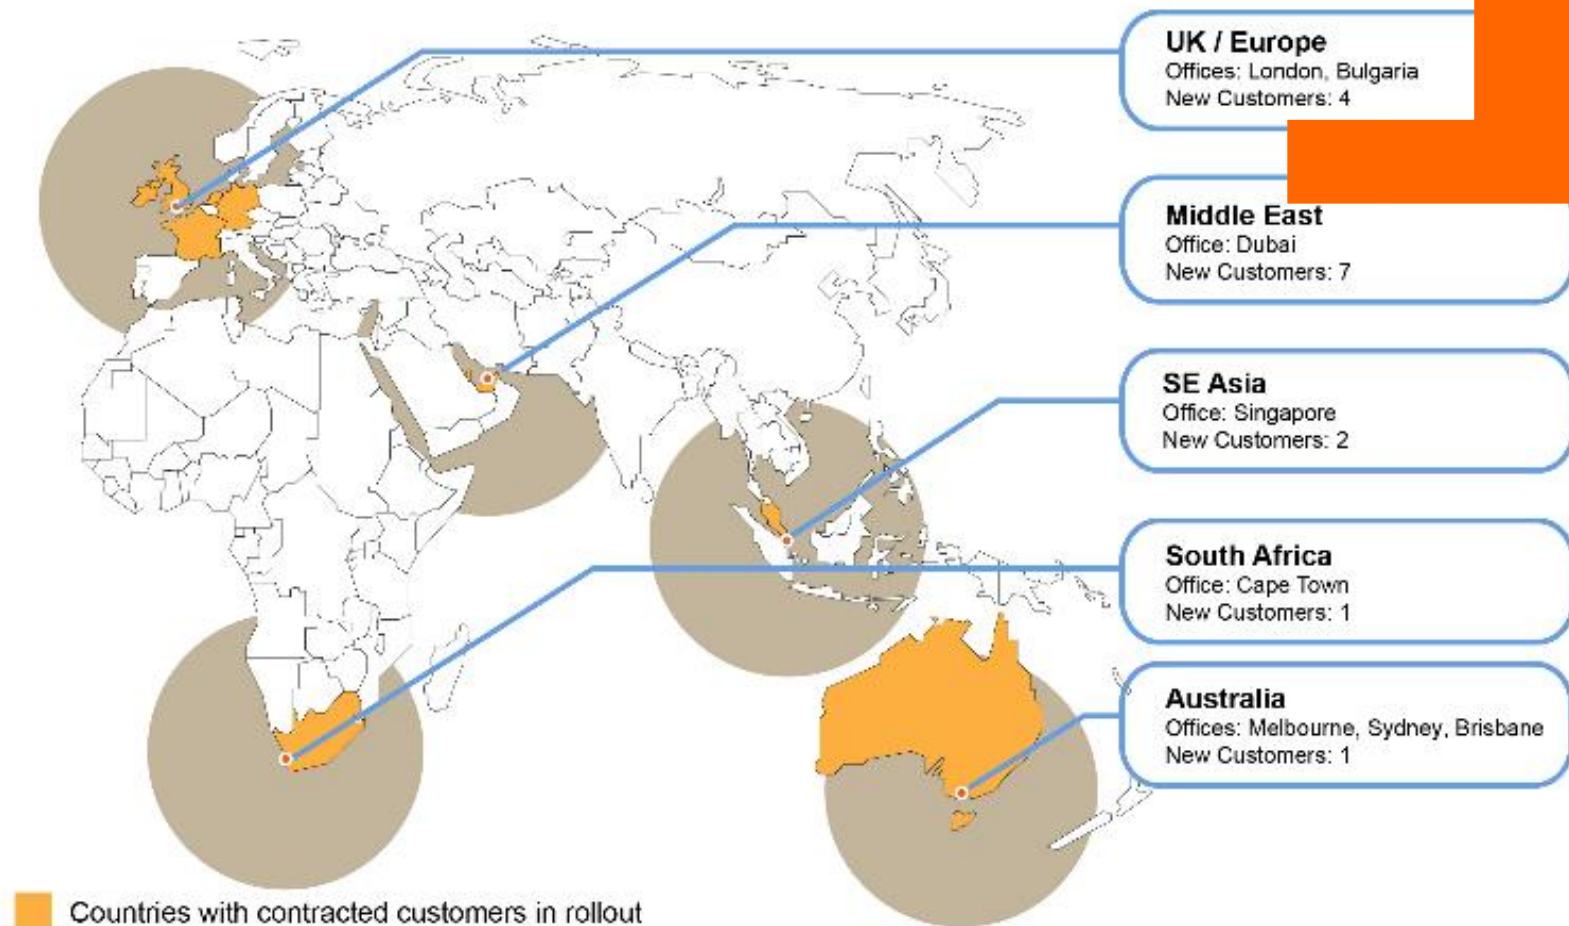 UK / Europe
Offices: London, Bulgaria
New Customers: 4
Middle East
Office: Dubai
New Customers: 7
SE Asia
Office: Singapore
New Customers: 2
South Africa
Office: Cape Town
New Customers: 1
Australia
Offices: Melbourne, Sydney, Brisbane
New Customers: 1
Countries with contracted customers in rollout